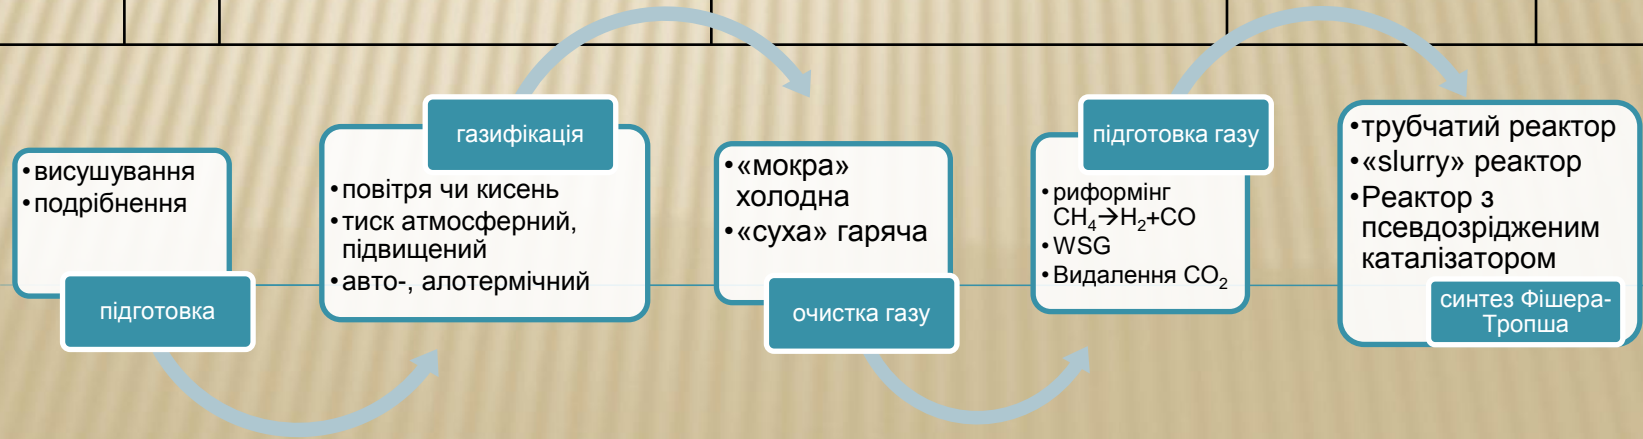 •висушування
•подрібнення
підготовка
газифікація
•повітря чи кисень
•тиск атмосферний,
підвищений
•авто-, алотермічний
•«мокра»
холодна
•«суха» гаряча
очистка газу
підготовка газу
•риформінг
CH₄→H₂+CO
•WSG
•Видалення CO₂
•трубчатий реактор
•«slurry» реактор
•Реактор з
псевдозрідженим
каталізатором
синтез Фішера-
Тропша